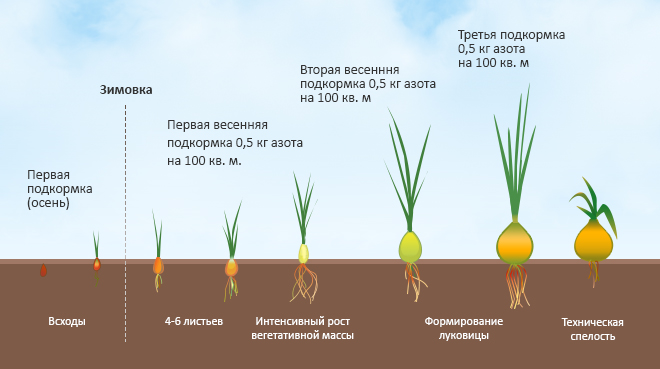 Третья подкормка
0,5 кг азота
на 100 кв. м
Вторая весенння
подкормка 0,5 кг азота
на 100 кв. м
Зимовка
Первая весенняя
подкормка 0,5 кг азота
на 100 кв. м.
Первая
подкормка
(осень)
Всходы
4-6 листьев
Интенсивный рост
вегетативной массы
Формирование
луковицы
Техническая
спелость